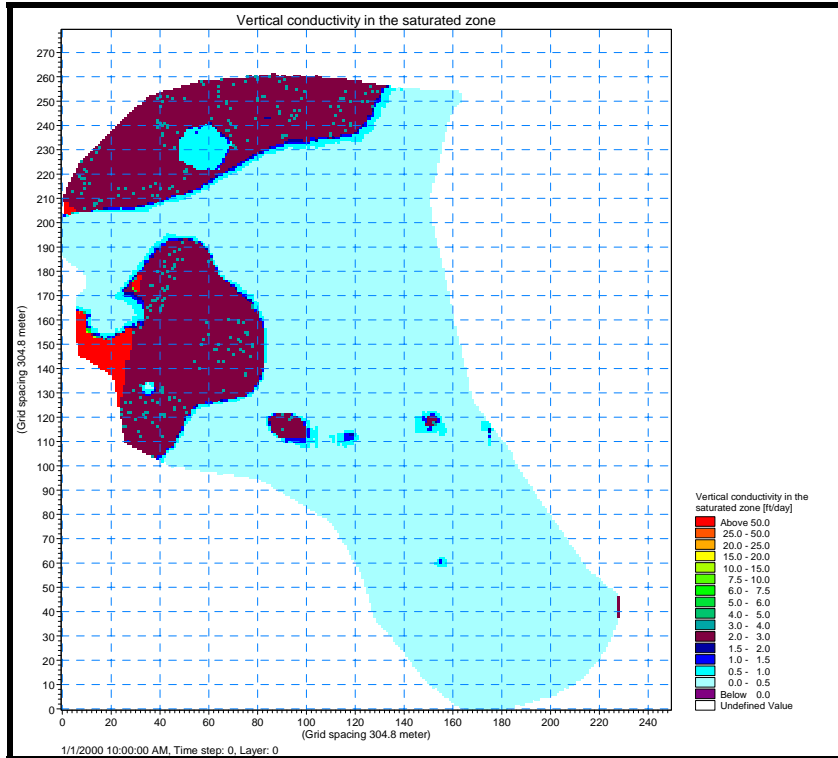 Vertical conductivity in the saturated zone
270
260
250
240
230
220
210
200
190
180
170
160
150
140
130
120
110
100
90
80
70
60
50
40
30
20
10
0
(Grid spacing 304.8 meter)
0 20 40 60 80 100 120 140 160 180 200 220 240
(Grid spacing 304.8 meter)
1/1/2000 10:00:00 AM, Time step: 0, Layer: 0
Vertical conductivity in the
saturated zone [ft/day]
Above 50.0
25.0 - 50.0
20.0 - 25.0
15.0 - 20.0
10.0 - 15.0
7.5 - 10.0
6.0 - 7.5
5.0 - 6.0
4.0 - 5.0
3.0 - 4.0
2.0 - 3.0
1.5 - 2.0
1.0 - 1.5
0.5 - 1.0
0.0 - 0.5
Below 0.0
Undefined Value